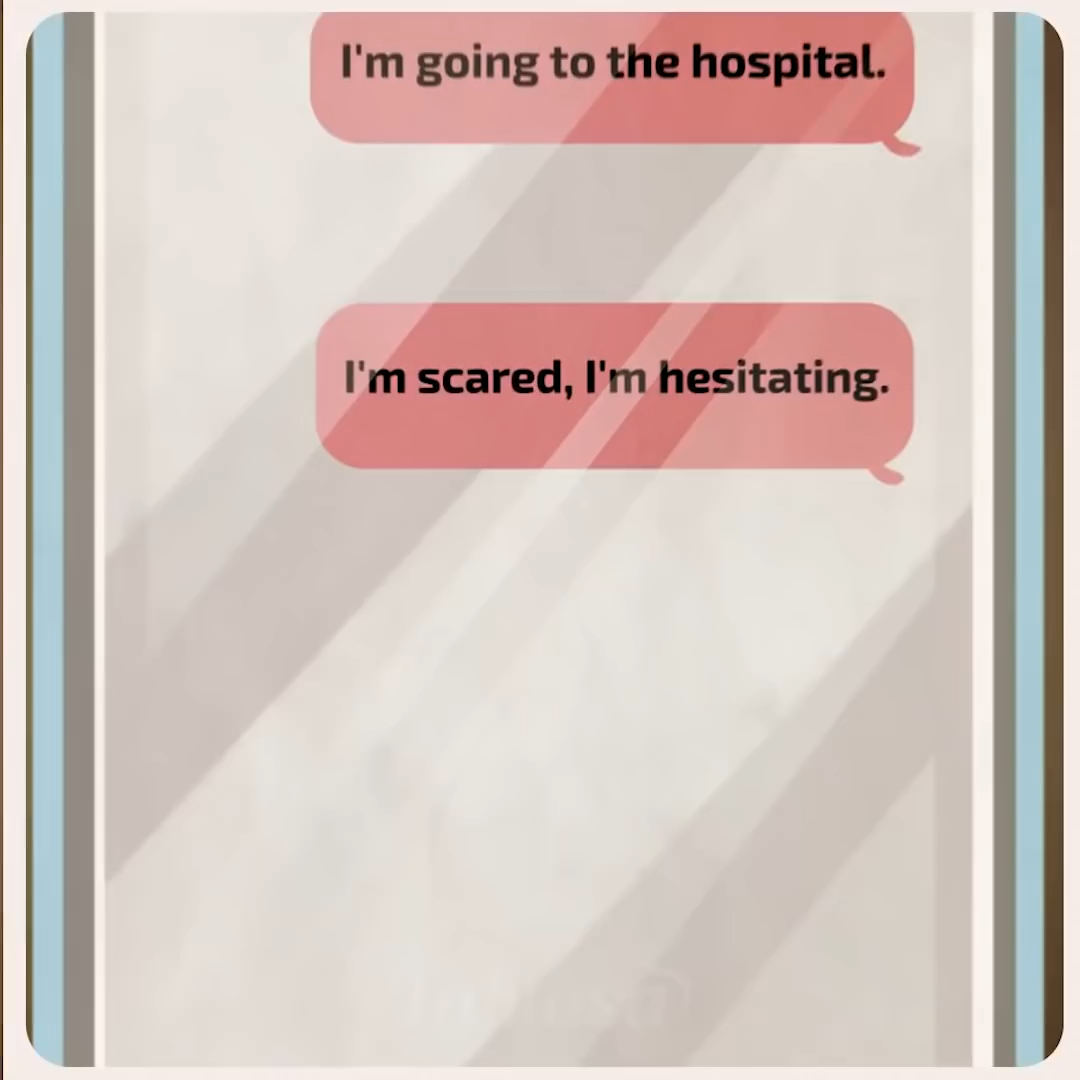 I'm going to the hospital.
I'm scared, I'm hesitating.